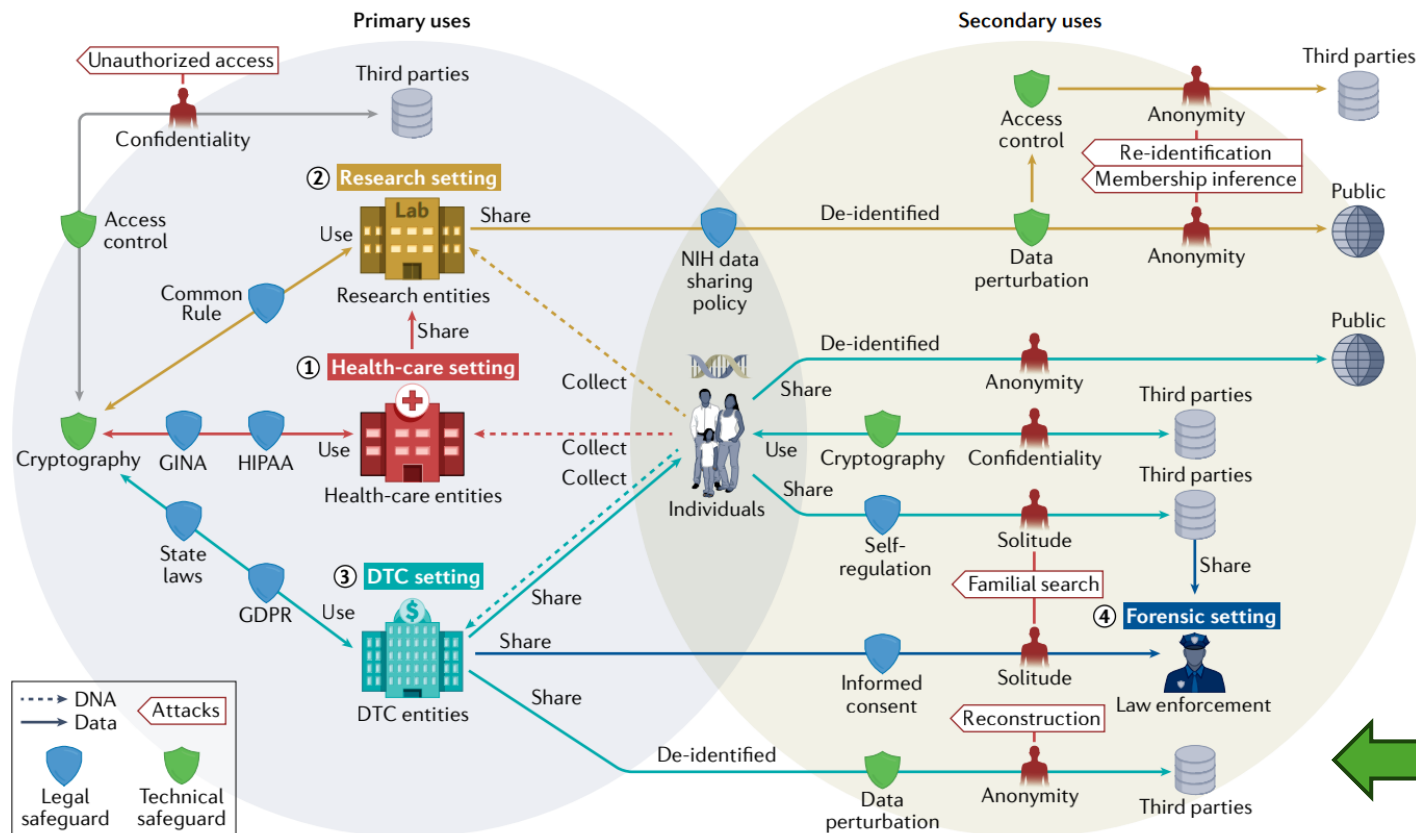 Primary uses
Secondary uses
Unauthorized access
Third parties
Confidentiality
Access
control
② Research setting
Lab
Use
Share
Research entities
Common
Rule
Share
① Health-care setting
Collect
Cryptography
GINA
HIPAA
Use
Health-care entities
Collect
Collect
State
laws
GDPR
Use
③ DTC setting
$
DTC entities
Share
Share
Share
DNA
Data
Attacks
Legal
safeguard
Technical
safeguard
NIH data
sharing
policy
Individuals
Access
control
Anonymity
Third parties
Re-identification
Membership inference
De-identified
Data
perturbation
Anonymity
Public
De-identified
Share
Anonymity
Public
Use
Cryptography
Confidentiality
Third parties
Share
Self-
regulation
Solitude
Third parties
Familial search
Share
④ Forensic setting
Informed
consent
Solitude
Law enforcement
Reconstruction
De-identified
Data
perturbation
Anonymity
Third parties